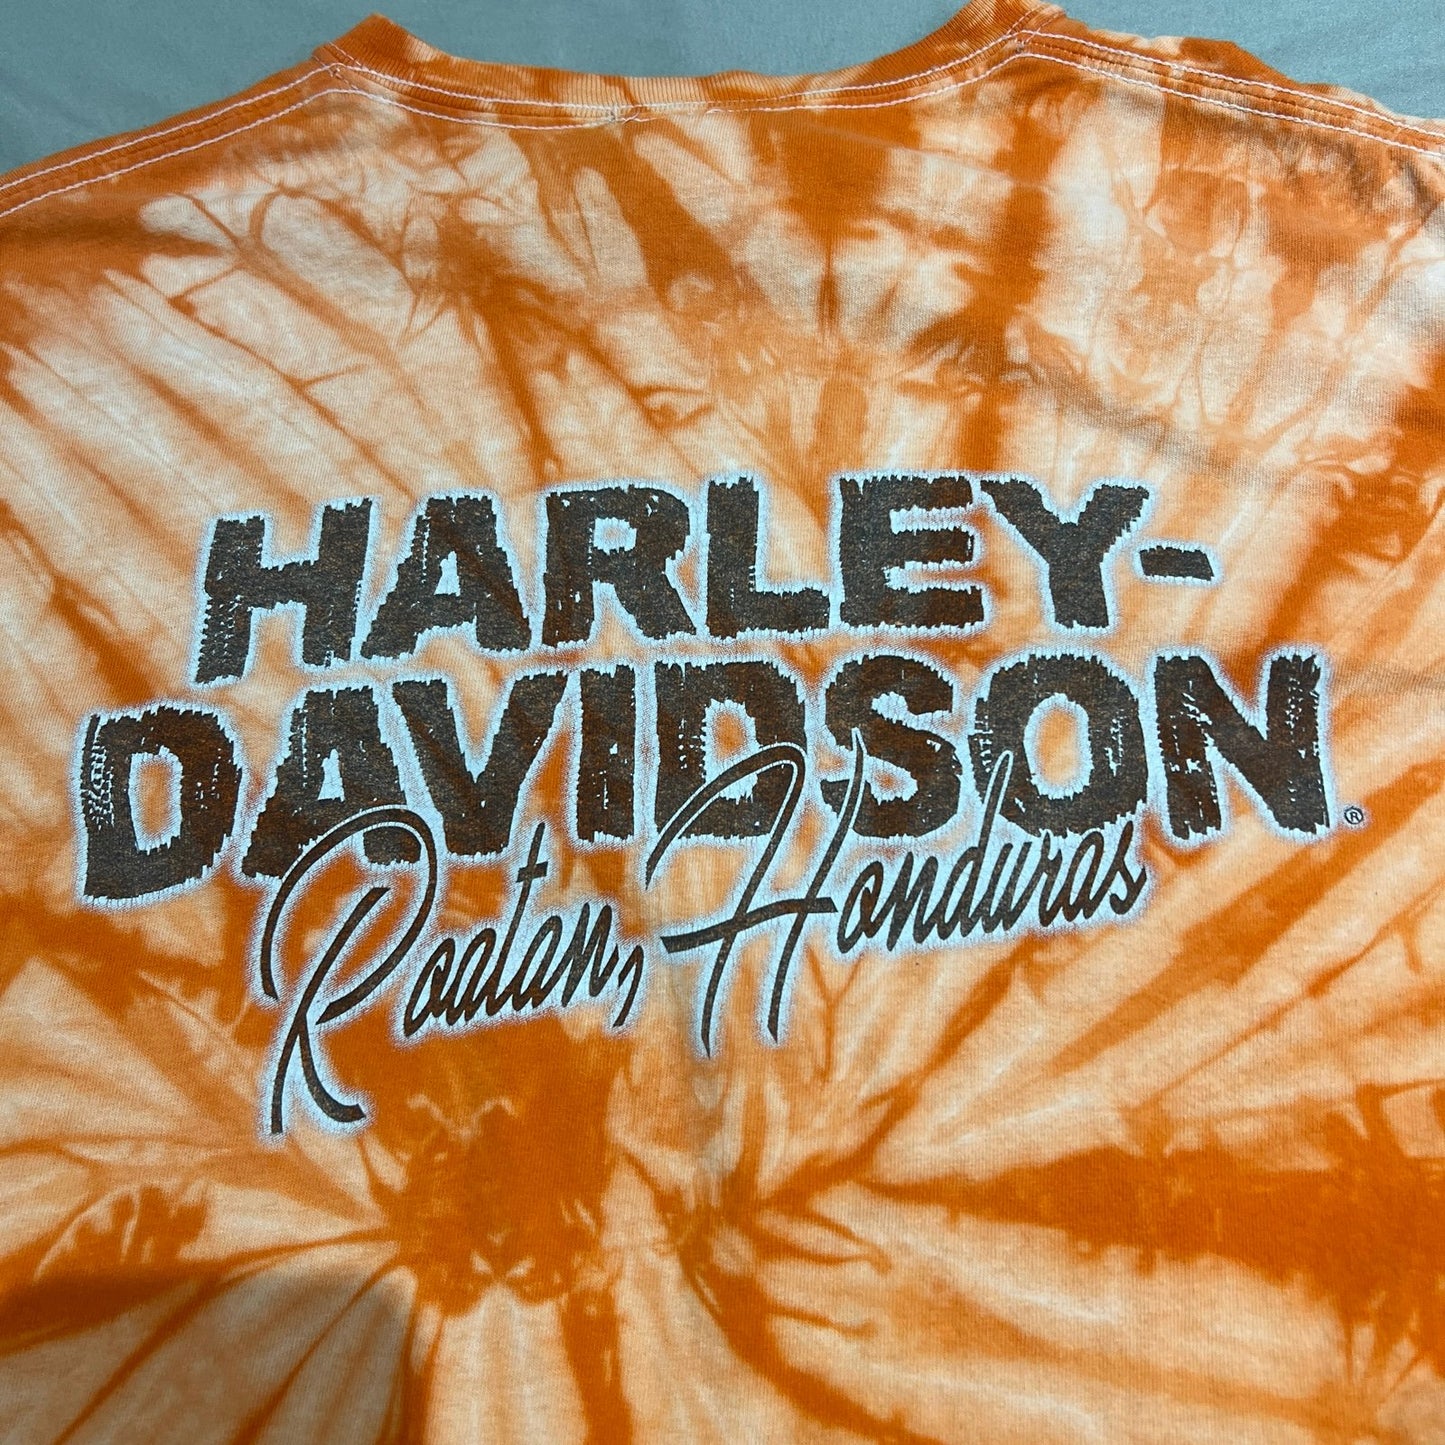 HARLEY-
DAVIDSON®
Roatan, Honduras